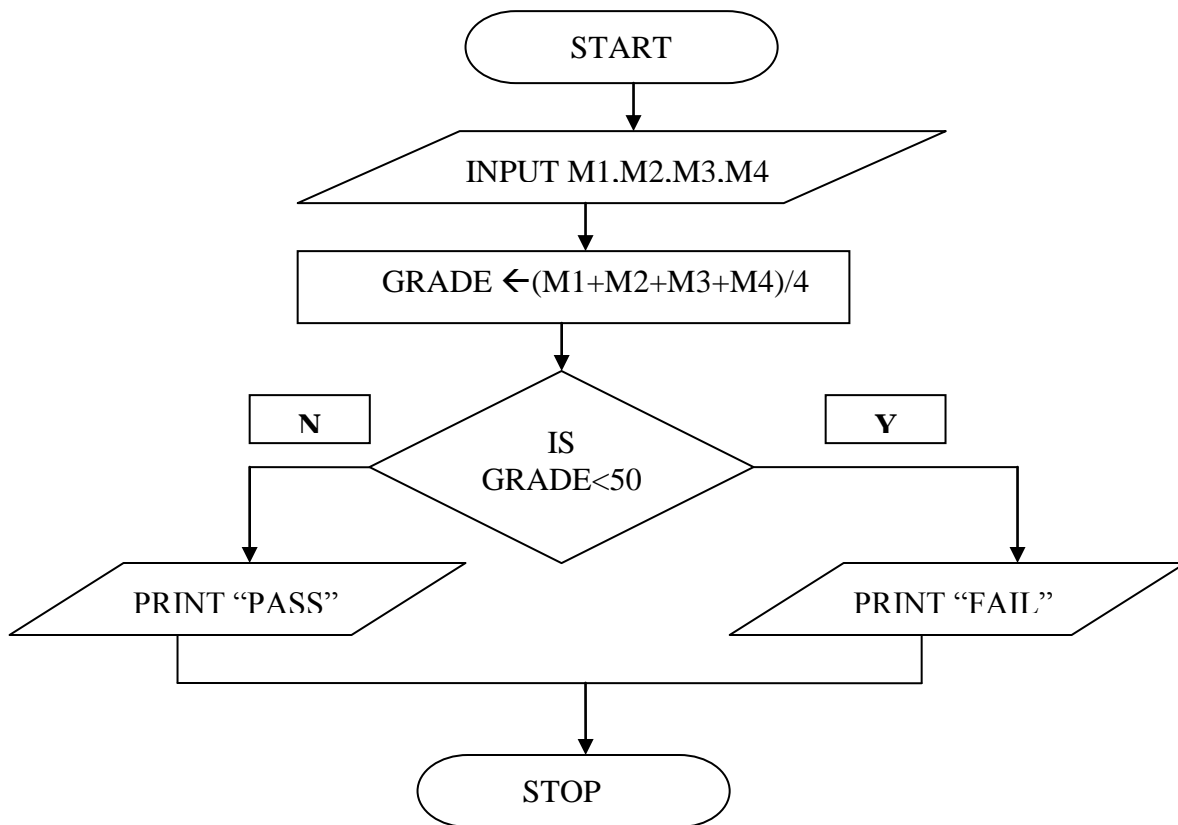 START
INPUT M1,M2,M3,M4
GRADE ←(M1+M2+M3+M4)/4
N
Y
IS
GRADE<50
PRINT “PASS”
PRINT “FAIL”
STOP